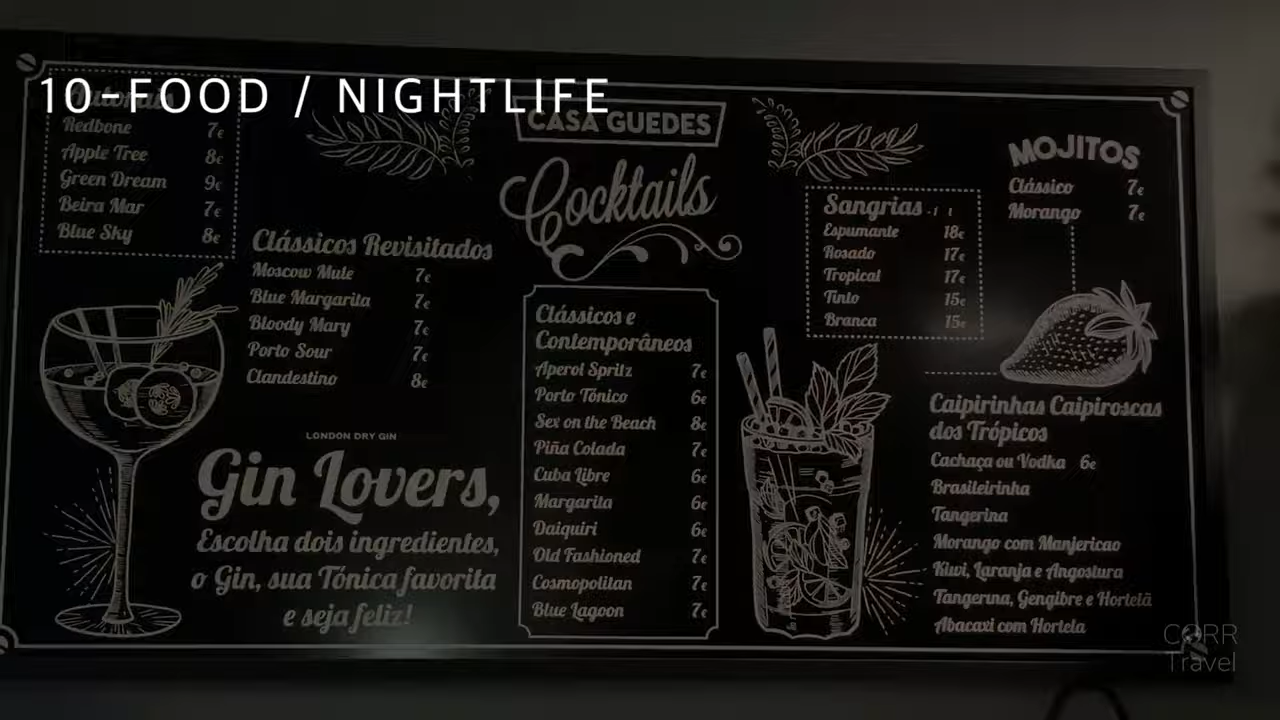 10-FOOD / NIGHTLIFE
Autorais
Redbone 7€
Apple Tree 8€
Green Dream 9€
Beira Mar 7€
Blue Sky 8€
Clássicos Revisitados
Moscow Mule 7€
Blue Margarita 7€
Bloody Mary 7€
Porto Sour 7€
Clandestino 8€
LONDON DRY GIN
Gin Lovers,
Escolha dois ingredientes,
o Gin, sua Tónica favorita
e seja feliz!
CASA GUEDES
Cocktails
Clássicos e
Contemporâneos
Aperol Spritz 7€
Porto Tónico 6€
Sex on the Beach 8€
Piña Colada 7€
Cuba Libre 6€
Margarita 6€
Daiquiri 6€
Old Fashioned 7€
Cosmopolitan 7€
Blue Lagoon 7€
Sangrias
Espumante 18€
Rosado 17€
Tropical 17€
Tinto 15€
Branca 15€
MOJITOS
Clássico 7€
Morango 7€
Caipirinhas Caipiroscas
dos Trópicos
Cachaça ou Vodka 6€
Brasileirinha
Tangerina
Morango com Manjericao
Kiwi, Laranja e Angostura
Tangerina, Gengibre e Hortelã
Abacaxi com Hortela
CORR
Travel